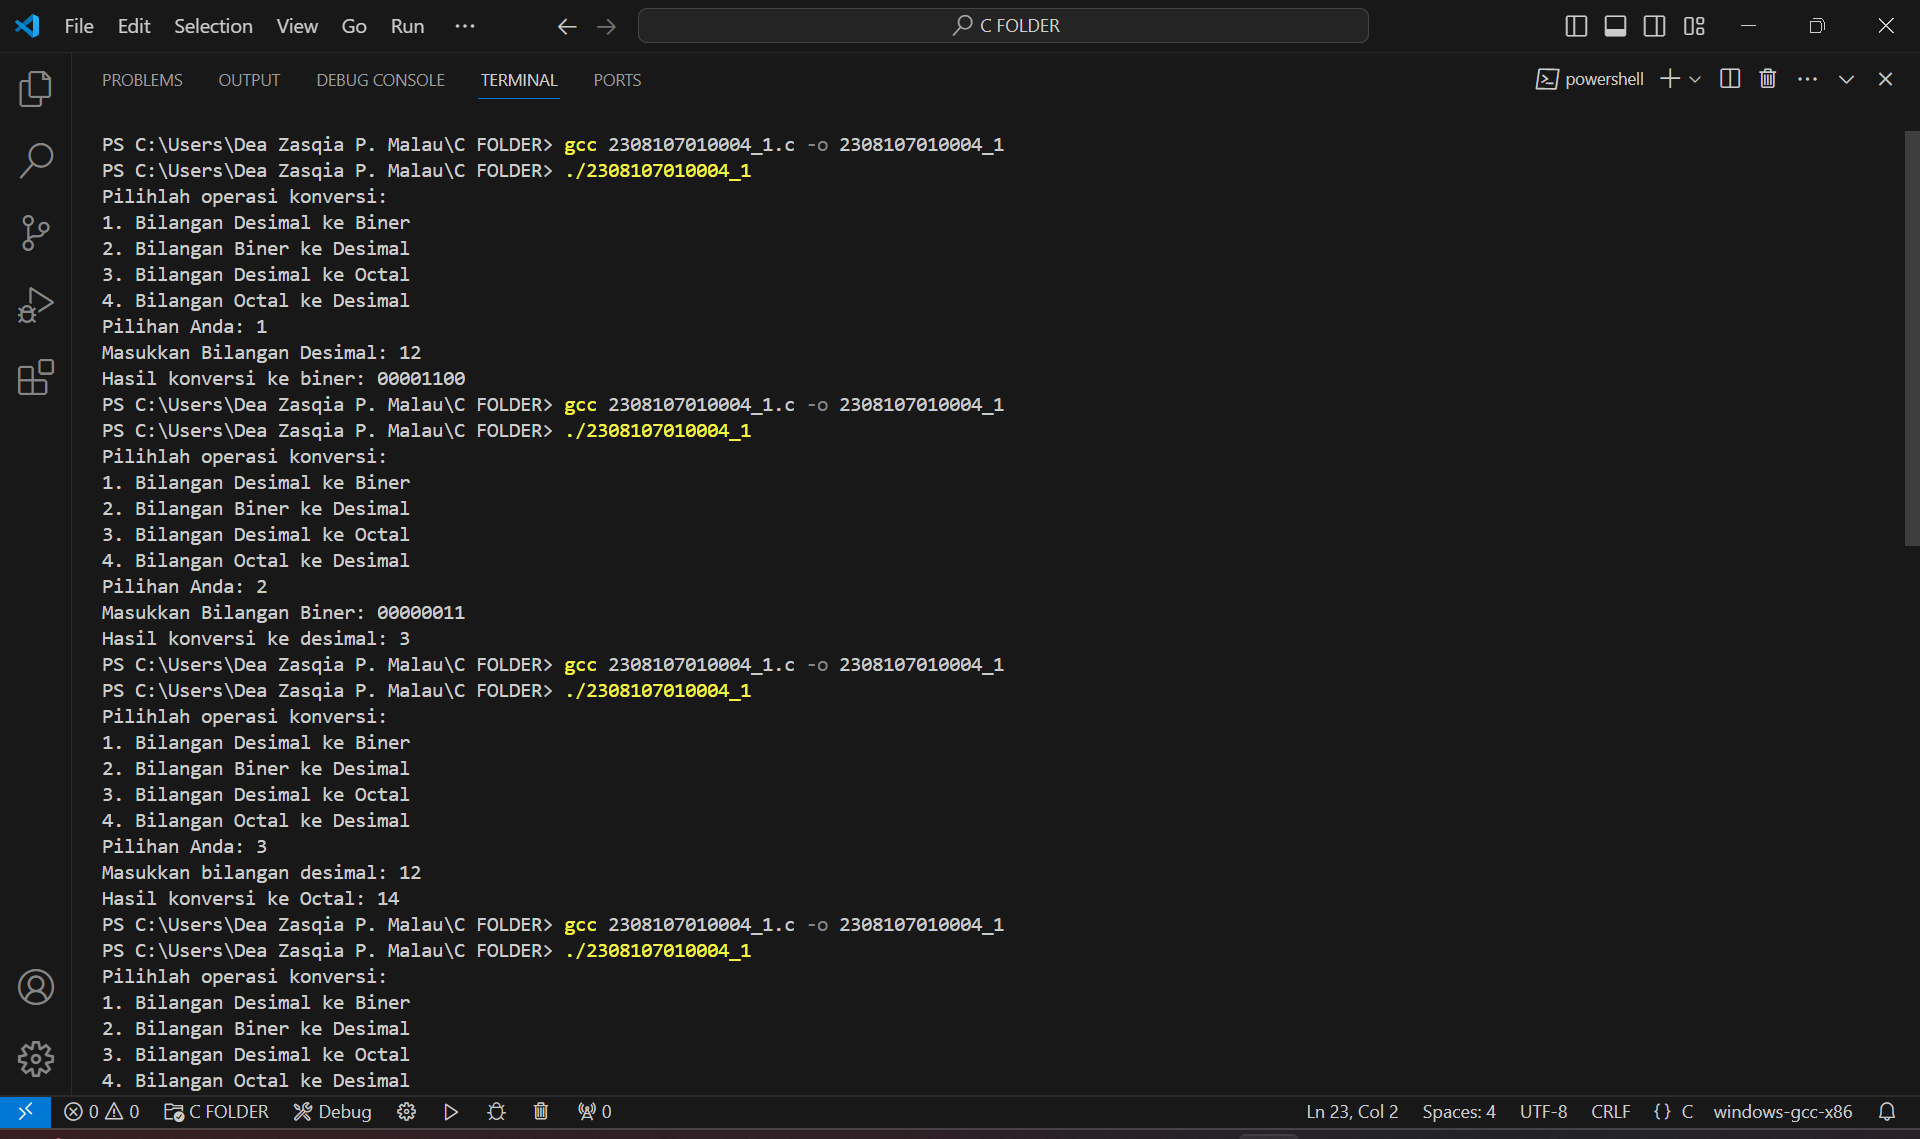 File Edit Selection View Go Run ··· C FOLDER
PROBLEMS OUTPUT DEBUG CONSOLE TERMINAL PORTS powershell
PS C:\Users\Dea Zasqia P. Malau\C FOLDER> gcc 2308107010004_1.c -o 2308107010004_1
PS C:\Users\Dea Zasqia P. Malau\C FOLDER> ./2308107010004_1
Pilihlah operasi konversi:
1. Bilangan Desimal ke Biner
2. Bilangan Biner ke Desimal
3. Bilangan Desimal ke Octal
4. Bilangan Octal ke Desimal
Pilihan Anda: 1
Masukkan Bilangan Desimal: 12
Hasil konversi ke biner: 00001100
PS C:\Users\Dea Zasqia P. Malau\C FOLDER> gcc 2308107010004_1.c -o 2308107010004_1
PS C:\Users\Dea Zasqia P. Malau\C FOLDER> ./2308107010004_1
Pilihlah operasi konversi:
1. Bilangan Desimal ke Biner
2. Bilangan Biner ke Desimal
3. Bilangan Desimal ke Octal
4. Bilangan Octal ke Desimal
Pilihan Anda: 2
Masukkan Bilangan Biner: 00000011
Hasil konversi ke desimal: 3
PS C:\Users\Dea Zasqia P. Malau\C FOLDER> gcc 2308107010004_1.c -o 2308107010004_1
PS C:\Users\Dea Zasqia P. Malau\C FOLDER> ./2308107010004_1
Pilihlah operasi konversi:
1. Bilangan Desimal ke Biner
2. Bilangan Biner ke Desimal
3. Bilangan Desimal ke Octal
4. Bilangan Octal ke Desimal
Pilihan Anda: 3
Masukkan bilangan desimal: 12
Hasil konversi ke Octal: 14
PS C:\Users\Dea Zasqia P. Malau\C FOLDER> gcc 2308107010004_1.c -o 2308107010004_1
PS C:\Users\Dea Zasqia P. Malau\C FOLDER> ./2308107010004_1
Pilihlah operasi konversi:
1. Bilangan Desimal ke Biner
2. Bilangan Biner ke Desimal
3. Bilangan Desimal ke Octal
4. Bilangan Octal ke Desimal
0 0 C FOLDER Debug 0 Ln 23, Col 2 Spaces: 4 UTF-8 CRLF {} C windows-gcc-x86